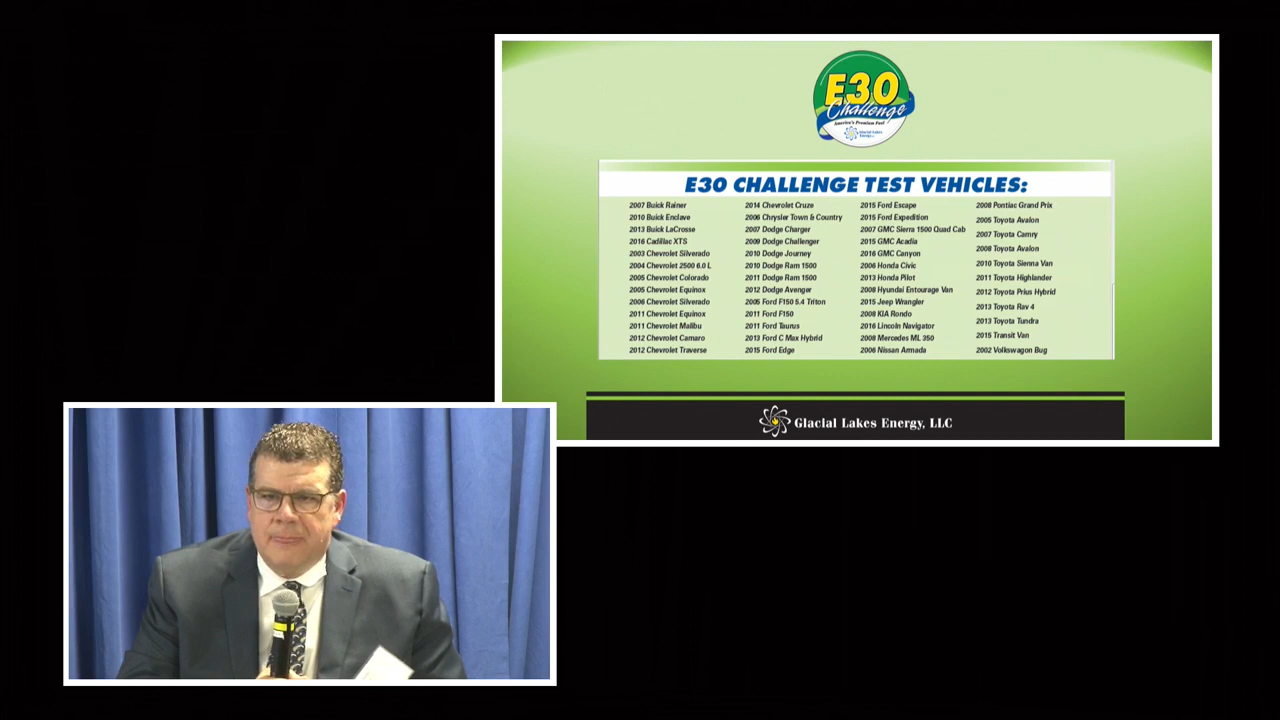 E30
Challenge
America's Premium Fuel
Glacial Lakes
Energy, LLC
E30 CHALLENGE TEST VEHICLES:
2007 Buick Rainer
2010 Buick Enclave
2013 Buick LaCrosse
2016 Cadillac XTS
2003 Chevrolet Silverado
2004 Chevrolet 2500 6.0 L
2005 Chevrolet Colorado
2005 Chevrolet Equinox
2006 Chevrolet Silverado
2011 Chevrolet Equinox
2011 Chevrolet Malibu
2012 Chevrolet Camaro
2012 Chevrolet Traverse
2014 Chevrolet Cruze
2006 Chrysler Town & Country
2007 Dodge Charger
2009 Dodge Challenger
2010 Dodge Journey
2010 Dodge Ram 1500
2011 Dodge Ram 1500
2012 Dodge Avenger
2005 Ford F150 5.4 Triton
2011 Ford F150
2011 Ford Taurus
2013 Ford C Max Hybrid
2015 Ford Edge
2015 Ford Escape
2015 Ford Expedition
2007 GMC Sierra 1500 Quad Cab
2015 GMC Acadia
2016 GMC Canyon
2006 Honda Civic
2013 Honda Pilot
2008 Hyundai Entourage Van
2015 Jeep Wrangler
2008 KIA Rondo
2016 Lincoln Navigator
2008 Mercedes ML 350
2006 Nissan Armada
2008 Pontiac Grand Prix
2005 Toyota Avalon
2007 Toyota Camry
2008 Toyota Avalon
2010 Toyota Sienna Van
2011 Toyota Highlander
2012 Toyota Prius Hybrid
2013 Toyota Rav 4
2013 Toyota Tundra
2015 Transit Van
2002 Volkswagon Bug
Glacial Lakes Energy, LLC